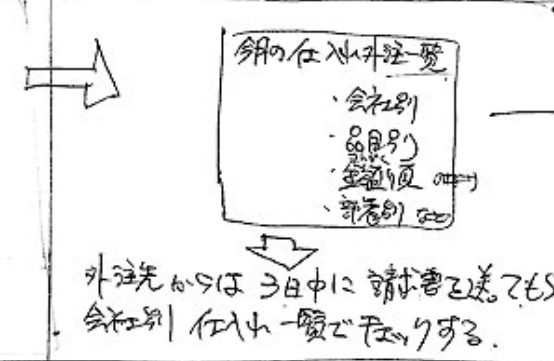 今月の仕入れ外注一覧
・会社別
・品目別
・金額順
・部署別 など
外注先からは 3日中に 請求書を送ってもら
会社別 仕入れ一覧でチェックする.